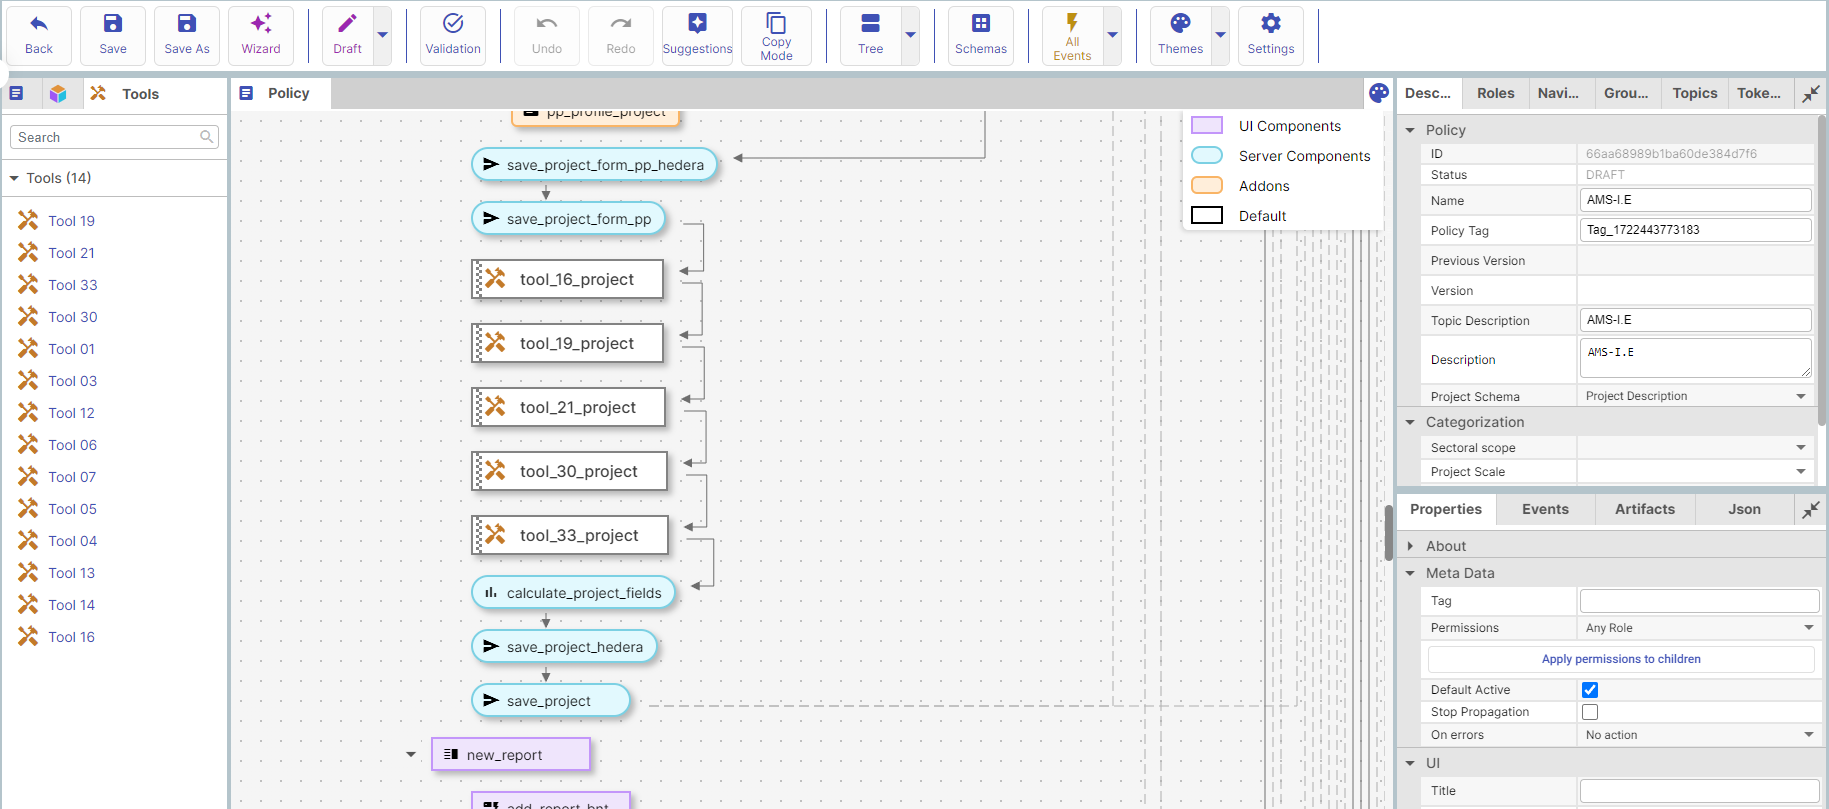 Back
Save
Save As
Wizard
Draft
Validation
Undo
Redo
Suggestions
Copy
Mode
Tree
Schemas
All
Events
Themes
Settings
Tools
Search
Tools (14)
Tool 19
Tool 21
Tool 33
Tool 30
Tool 01
Tool 03
Tool 12
Tool 06
Tool 07
Tool 05
Tool 04
Tool 13
Tool 14
Tool 16
Policy
pp_profile_project
save_project_form_pp_hedera
save_project_form_pp
tool_16_project
tool_19_project
tool_21_project
tool_30_project
tool_33_project
calculate_project_fields
save_project_hedera
save_project
new_report
add_report_bnt
UI Components
Server Components
Addons
Default
Desc... Roles Navi... Grou... Topics Toke...
Policy
ID 66aa68989b1ba60de384d7f6
Status DRAFT
Name AMS-I.E
Policy Tag Tag_1722443773183
Previous Version
Version
Topic Description AMS-I.E
Description AMS-I.E
Project Schema Project Description
Categorization
Sectoral scope
Project Scale
Properties Events Artifacts Json
About
Meta Data
Tag
Permissions Any Role
Apply permissions to children
Default Active
Stop Propagation
On errors No action
UI
Title